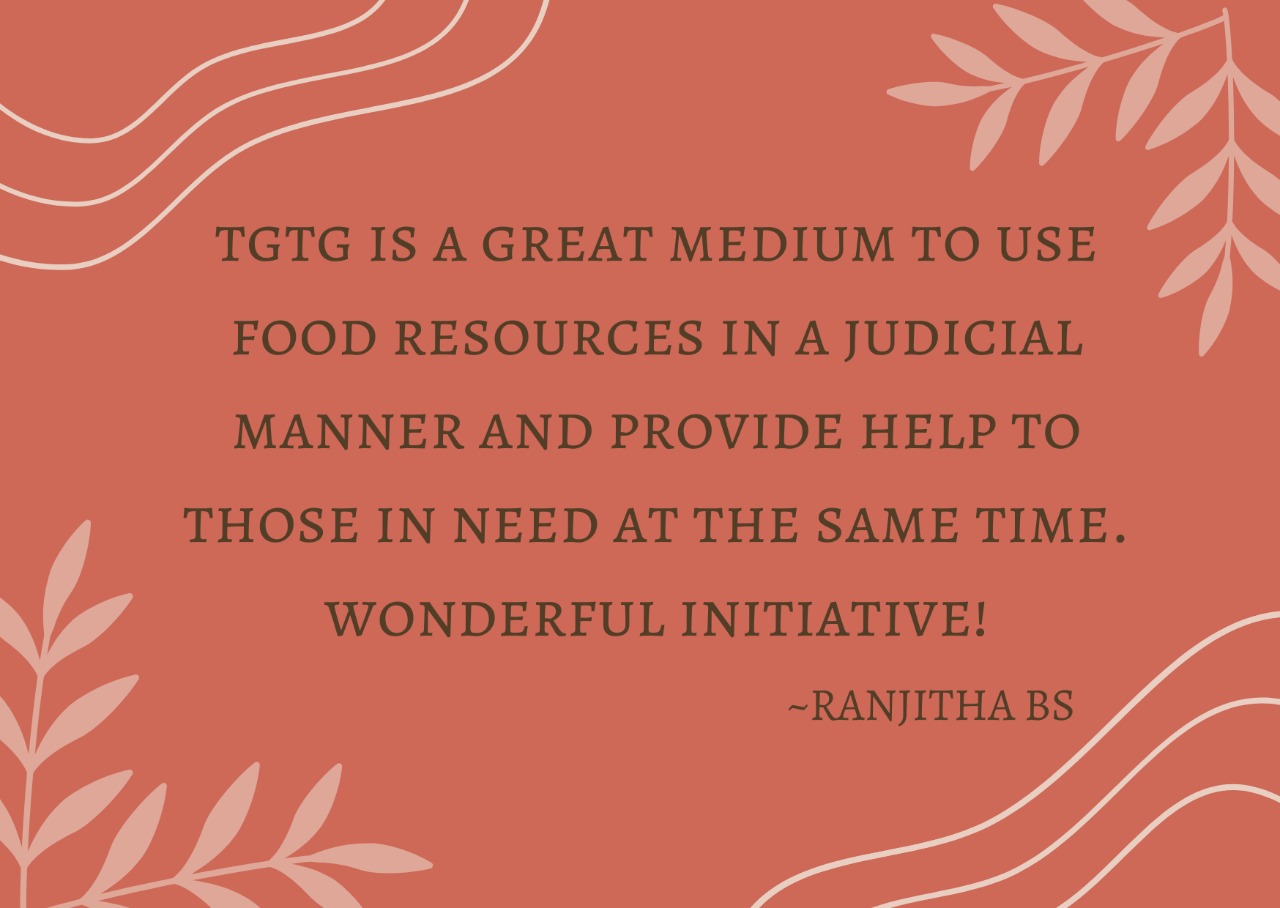 TGTG IS A GREAT MEDIUM TO USE
FOOD RESOURCES IN A JUDICIAL
MANNER AND PROVIDE HELP TO
THOSE IN NEED AT THE SAME TIME.
WONDERFUL INITIATIVE!
~RANJITHA BS